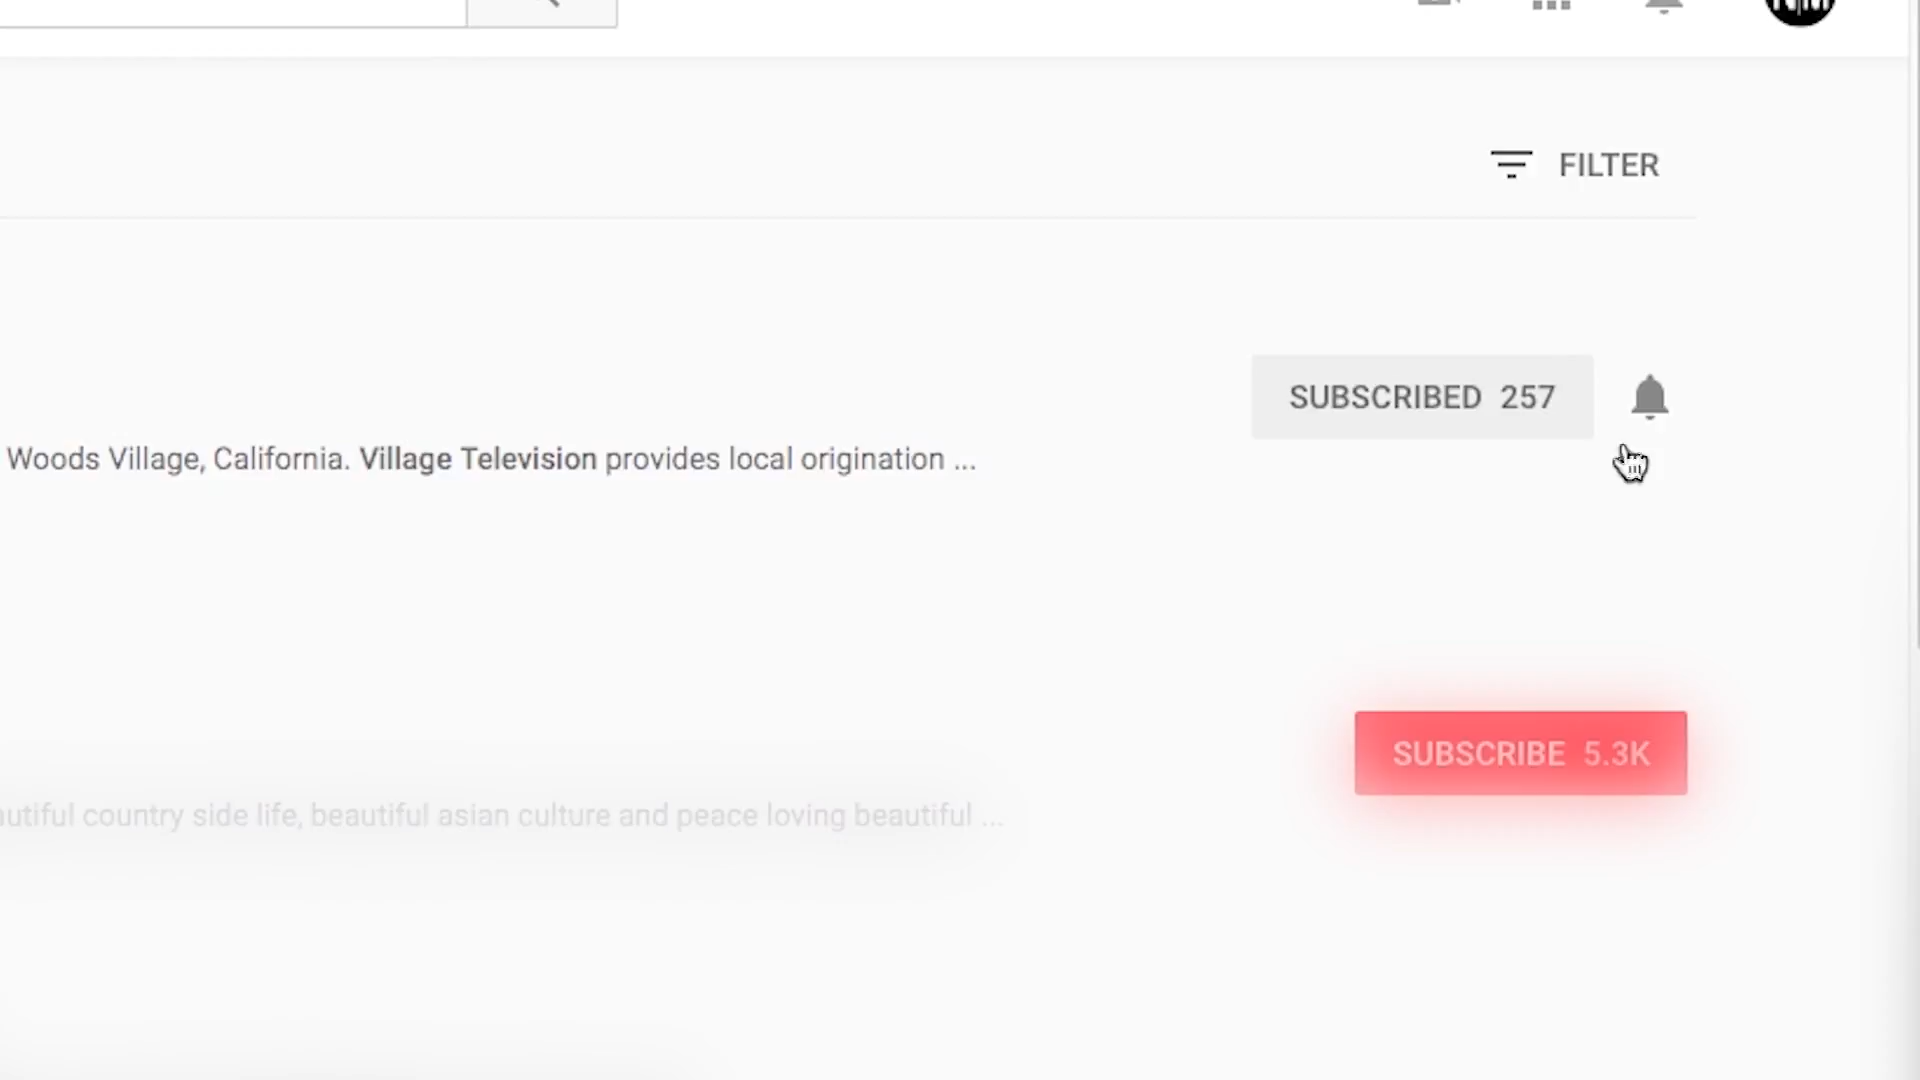 FILTER
SUBSCRIBED 257
Woods Village, California. Village Television provides local origination ...
SUBSCRIBE 5.3K
country side life, beautiful asian culture and peace loving beautiful ...